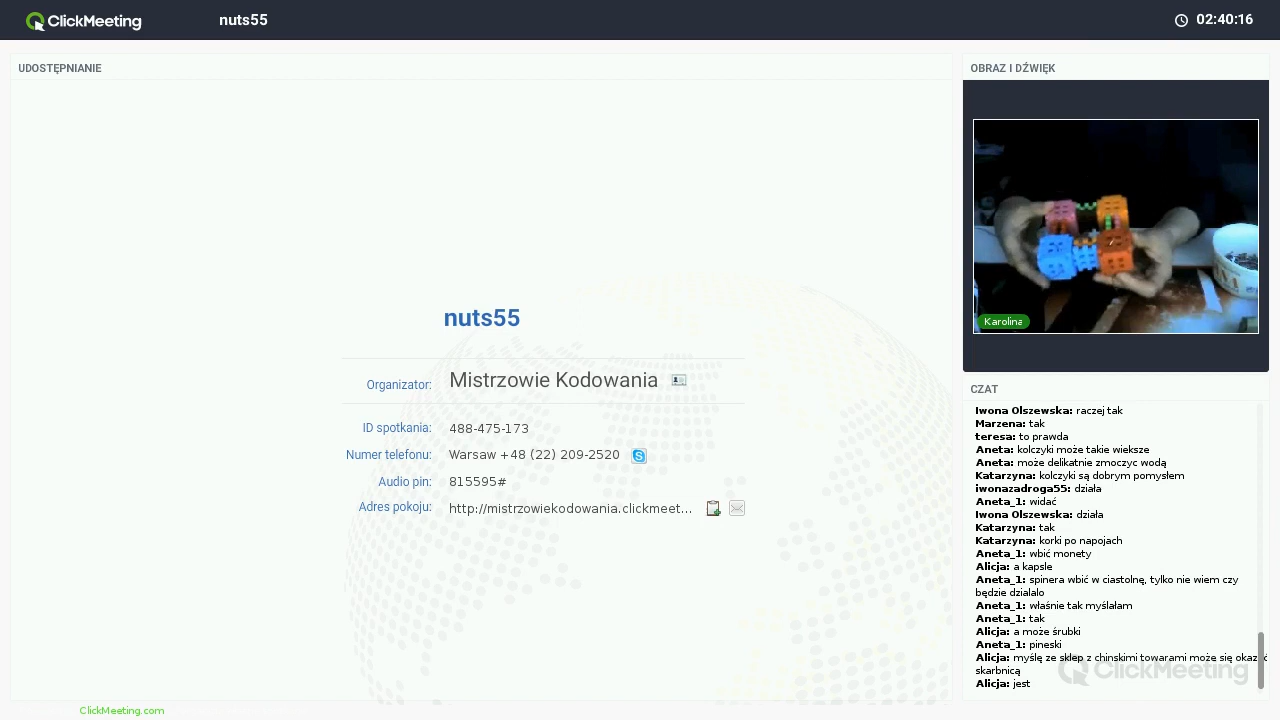 ClickMeeting
nuts55
02:40:16
UDOSTĘPNIANIE
nuts55
Organizator: Mistrzowie Kodowania
ID spotkania: 488-475-173
Numer telefonu: Warsaw +48 (22) 209-2520
Audio pin: 815595#
Adres pokoju: http://mistrzowiekodowania.clickmeet...
OBRAZ I DŹWIĘK
Karolina
CZAT
Iwona Olszewska: raczej tak
Marzena: tak
teresa: to prawda
Aneta: kolczyki może takie wieksze
Aneta: może delikatnie zmoczyc wodą
Katarzyna: kolczyki są dobrym pomysłem
iwonazadroga55: działa
Aneta_1: widać
Iwona Olszewska: działa
Katarzyna: tak
Katarzyna: korki po napojach
Aneta_1: wbić monety
Alicja: a kapsle
Aneta_1: spinera wbić w ciastolnę, tylko nie wiem czy
będzie dzialalo
Aneta_1: właśnie tak myślałam
Aneta_1: tak
Alicja: a może śrubki
Aneta_1: pineski
Alicja: myślę ze sklep z chinskimi towarami może się okazać
skarbnicą
Alicja: jest
ClickMeeting
ClickMeeting.com